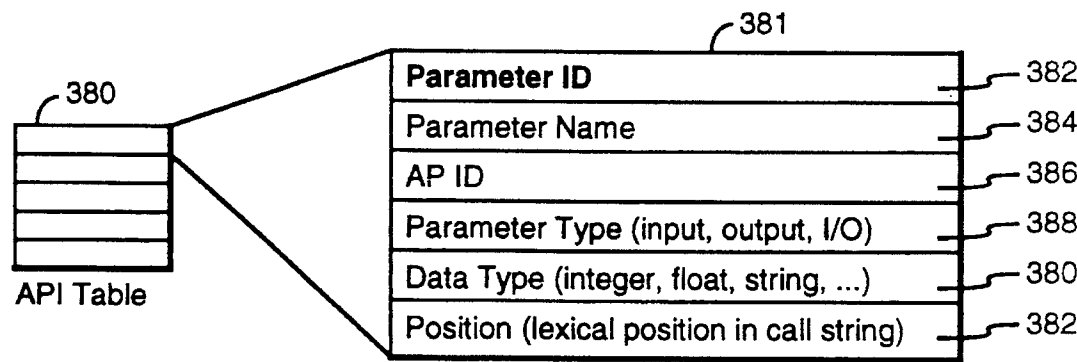 381
380
Parameter ID
382
Parameter Name
384
AP ID
386
Parameter Type (input, output, I/O)
388
Data Type (integer, float, string, ...)
380
Position (lexical position in call string)
382
API Table